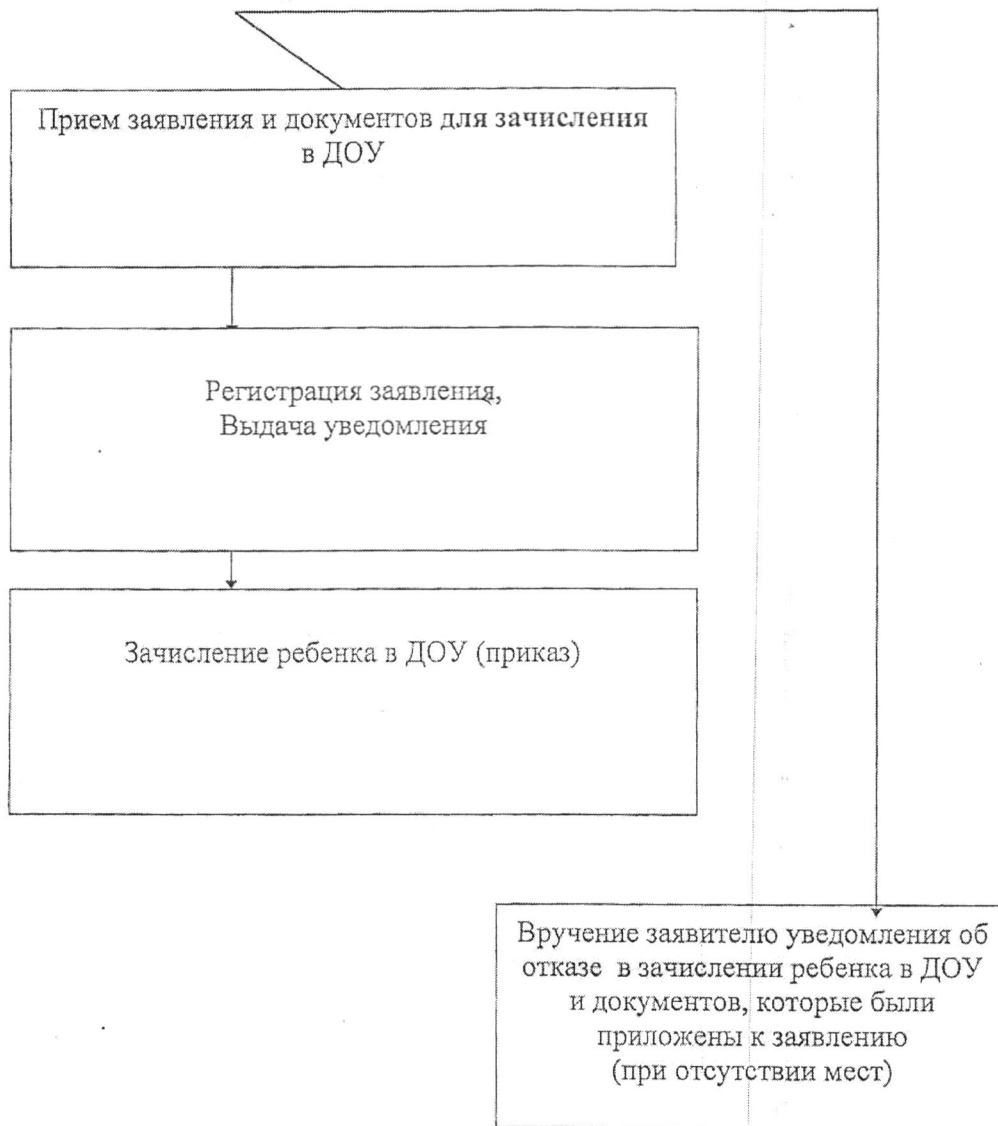 Прием заявления и документов для зачисления
в ДОУ
Регистрация заявления,
Выдача уведомления
Зачисление ребенка в ДОУ (приказ)
Вручение заявителю уведомления об
отказе в зачислении ребенка в ДОУ
и документов, которые были
приложены к заявлению
(при отсутствии мест)